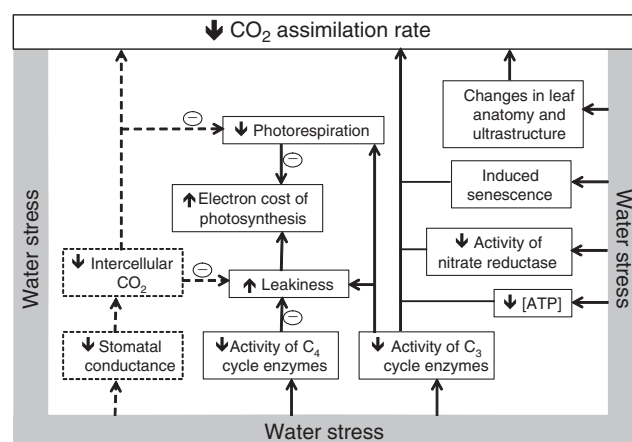 ↓ CO₂ assimilation rate
Changes in leaf
anatomy and
ultrastructure
⊖
⊖
↓ Photorespiration
⊖
Induced
senescence
↑ Electron cost of
photosynthesis
Water stress
Water stress
↓ Activity of
nitrate reductase
↓ Intercellular
CO₂
⊖
↑ Leakiness
↓ [ATP]
⊖
↓ Stomatal
conductance
↓ Activity of C₄
cycle enzymes
↓ Activity of C₃
cycle enzymes
Water stress